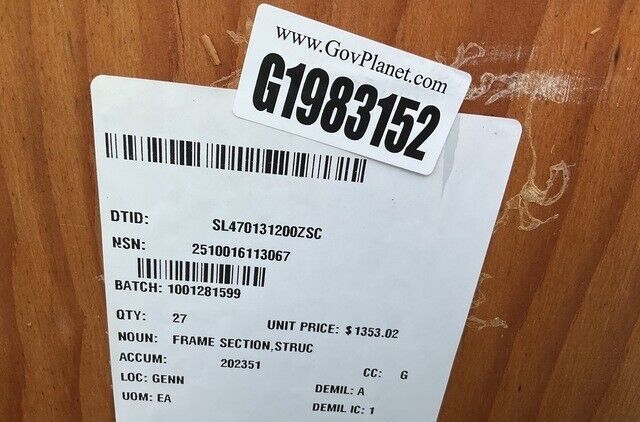 www.GovPlanet.com
G1983152
DTID: SL470131200ZSC
NSN: 2510016113067
BATCH: 1001281599
QTY: 27 UNIT PRICE: $1353.02
NOUN: FRAME SECTION,STRUC
ACCUM: 202351 CC: G
LOC: GENN DEMIL: A
UOM: EA DEMIL IC: 1